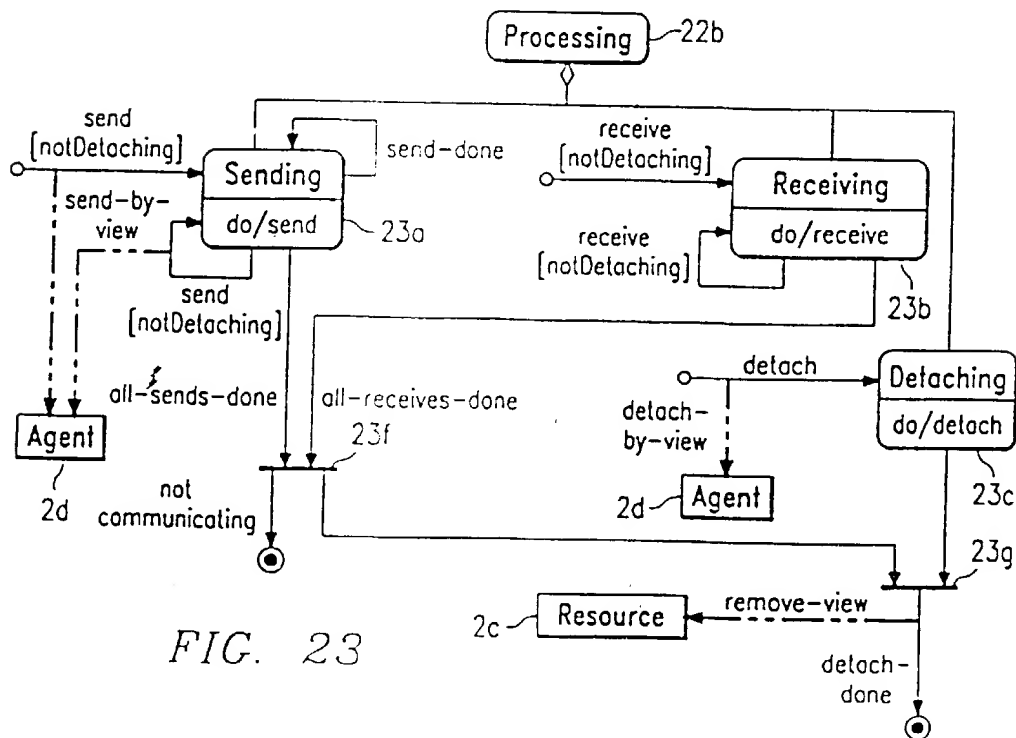 Processing
22b
send
[notDetaching]
send-done
Sending
do/send
23a
send-by-
view
send
[notDetaching]
receive
[notDetaching]
Receiving
do/receive
23b
receive
[notDetaching]
detach
Detaching
do/detach
23c
detach-
by-view
Agent
2d
all-sends-done
all-receives-done
23f
Agent
2d
not
communicating
23g
Resource
2c
remove-view
detach-
done
FIG. 23